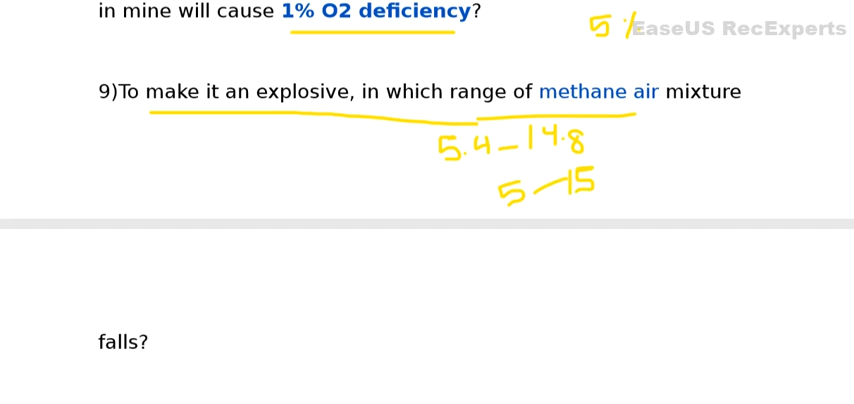 in mine will cause 1% O2 deficiency?
5 % EaseUS RecExperts
9)To make it an explosive, in which range of methane air mixture
5.4 – 14.8
5 – 15
falls?